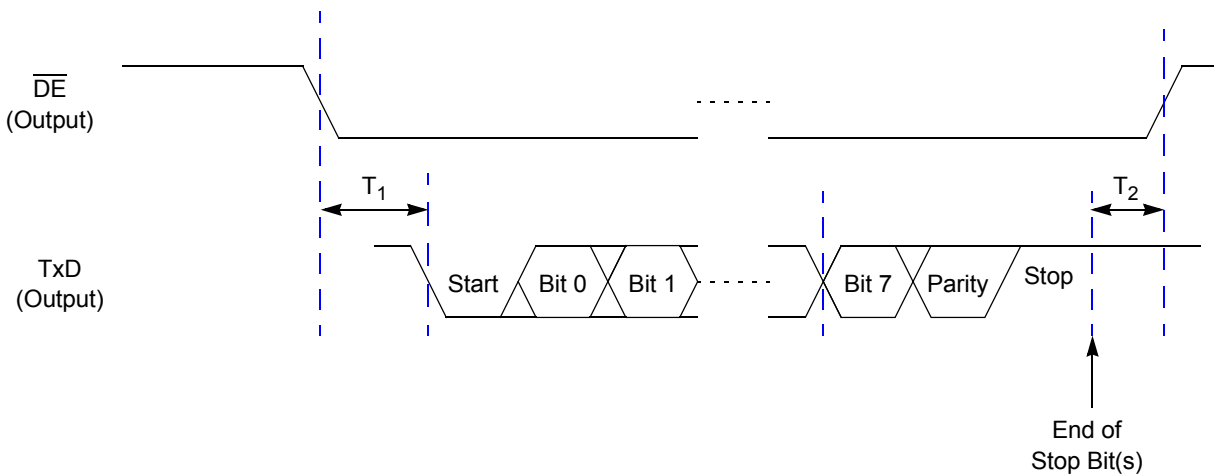 DE
(Output)
T1
T2
TxD
(Output)
Start
Bit 0
Bit 1
Bit 7
Parity
Stop
End of
Stop Bit(s)